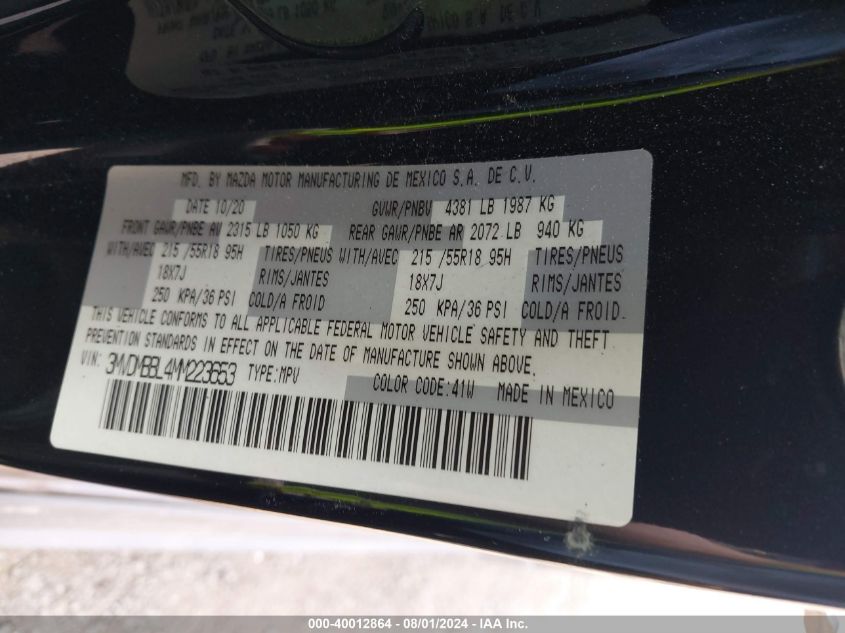 MFD. BY MAZDA MOTOR MANUFACTURING DE MEXICO S.A. DE C.V.
DATE 10/20 GVWR/PNBV 4381 LB 1987 KG
FRONT GAWR/PNBE AV 2315 LB 1050 KG REAR GAWR/PNBE AR 2072 LB 940 KG
WITH/AVEC 215 /55R18 95H TIRES/PNEUS WITH/AVEC 215 /55R18 95H TIRES/PNEUS
18X7J RIMS/JANTES 18X7J RIMS/JANTES
250 KPA/36 PSI COLD/A FROID 250 KPA/36 PSI COLD/A FROID.
THIS VEHICLE CONFORMS TO ALL APPLICABLE FEDERAL MOTOR VEHICLE SAFETY AND THEFT
PREVENTION STANDARDS IN EFFECT ON THE DATE OF MANUFACTURE SHOWN ABOVE.
VIN: 3MVDMBBL4MM223653 TYPE:MPV
COLOR CODE:41W MADE IN MEXICO
000-40012864 - 08/01/2024 - IAA Inc.